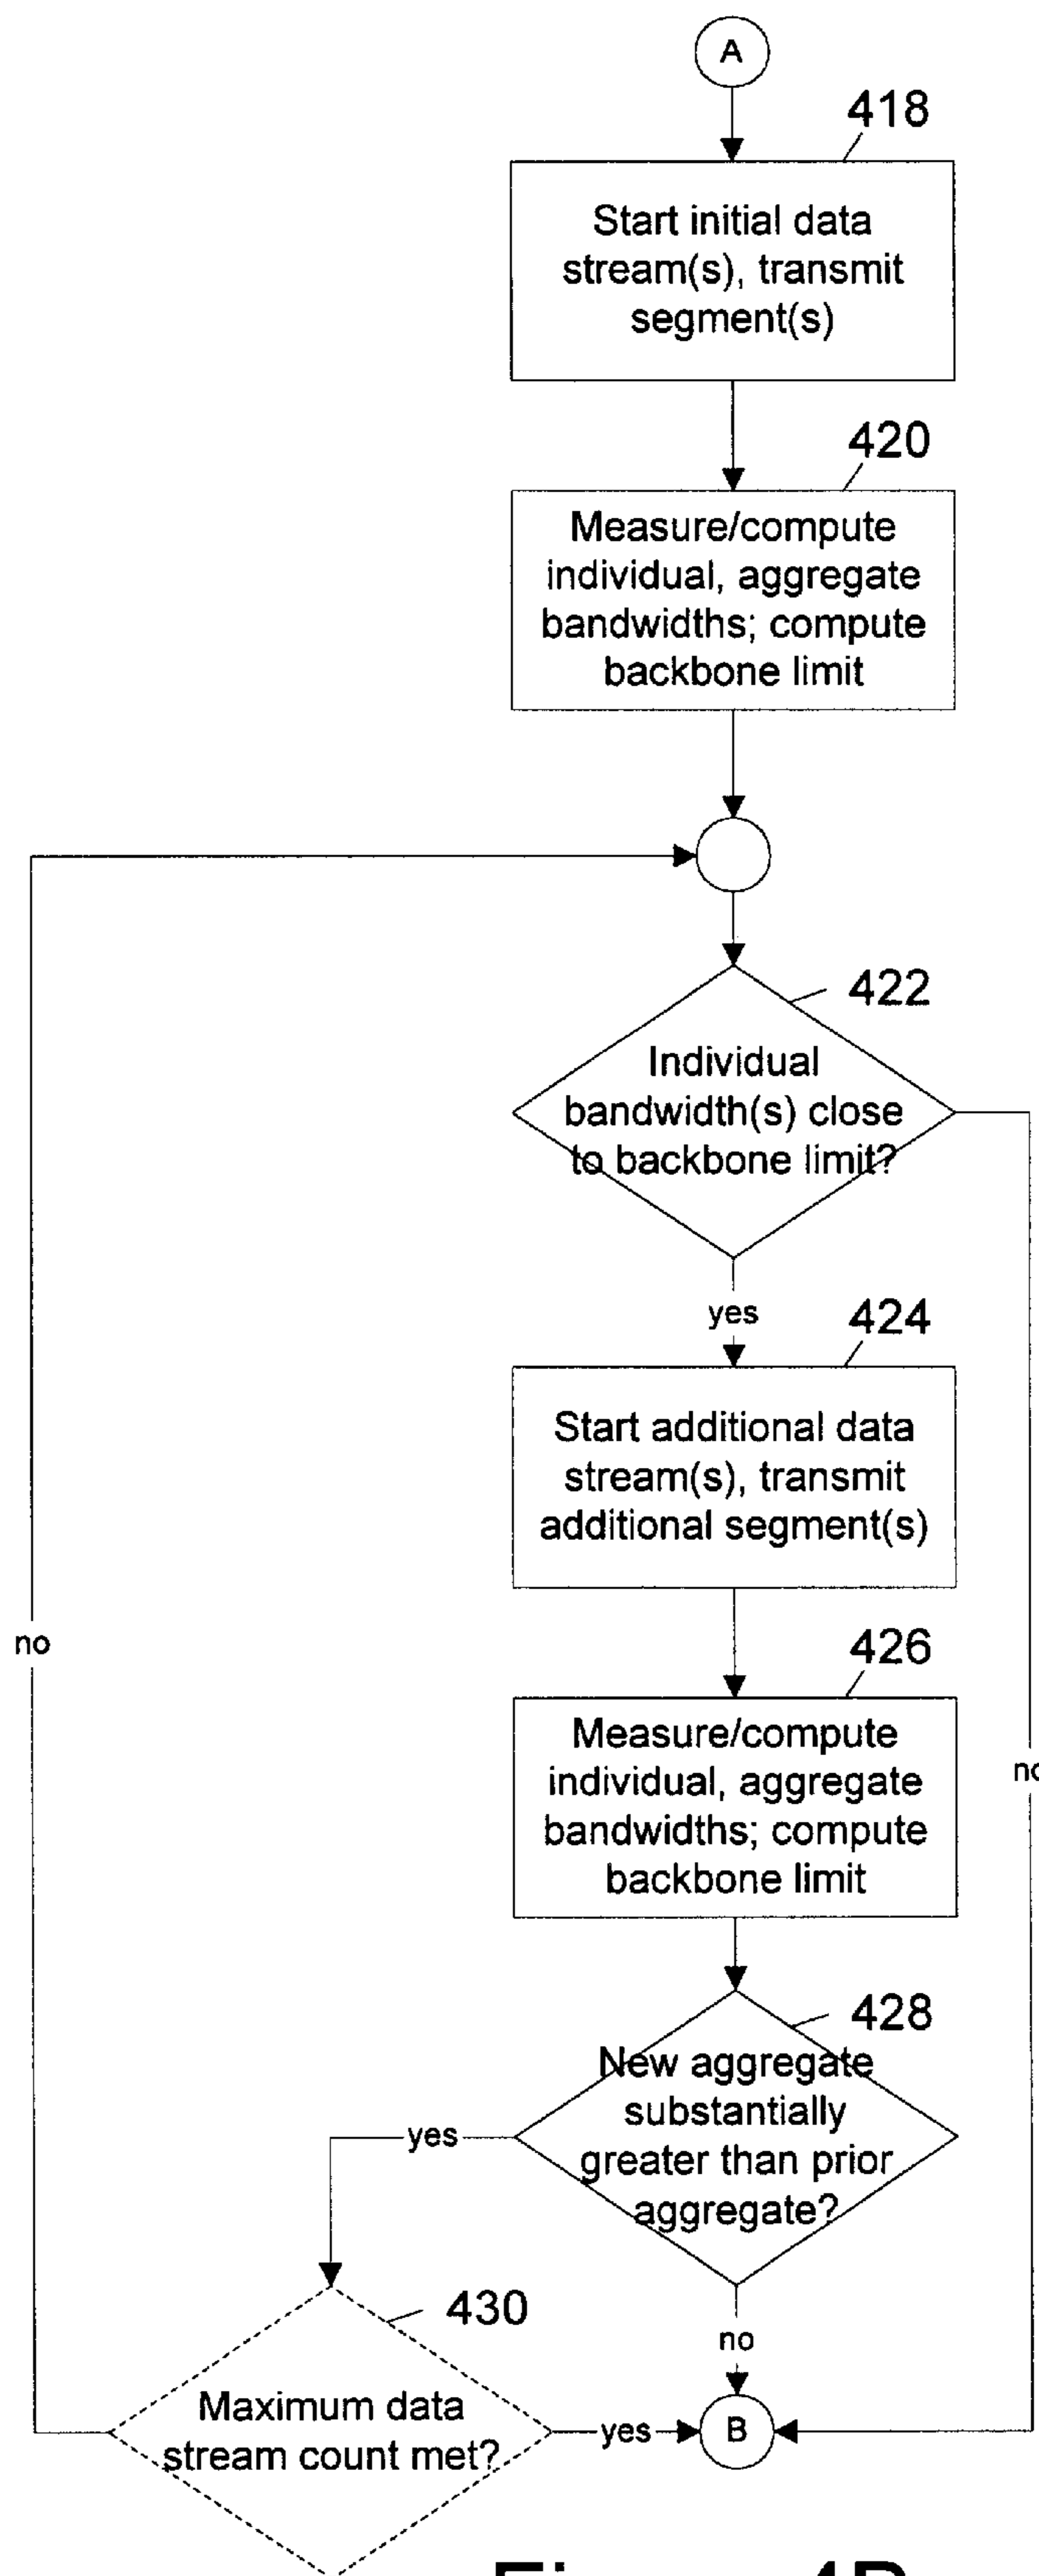 A
418
Start initial data
stream(s), transmit
segment(s)
420
Measure/compute
individual, aggregate
bandwidths; compute
backbone limit
422
Individual
bandwidth(s) close
to backbone limit?
yes
424
Start additional data
stream(s), transmit
additional segment(s)
no
426
Measure/compute
individual, aggregate
bandwidths; compute
backbone limit
no
428
New aggregate
substantially
greater than prior
aggregate?
yes
430
no
Maximum data
stream count met?
yes
B